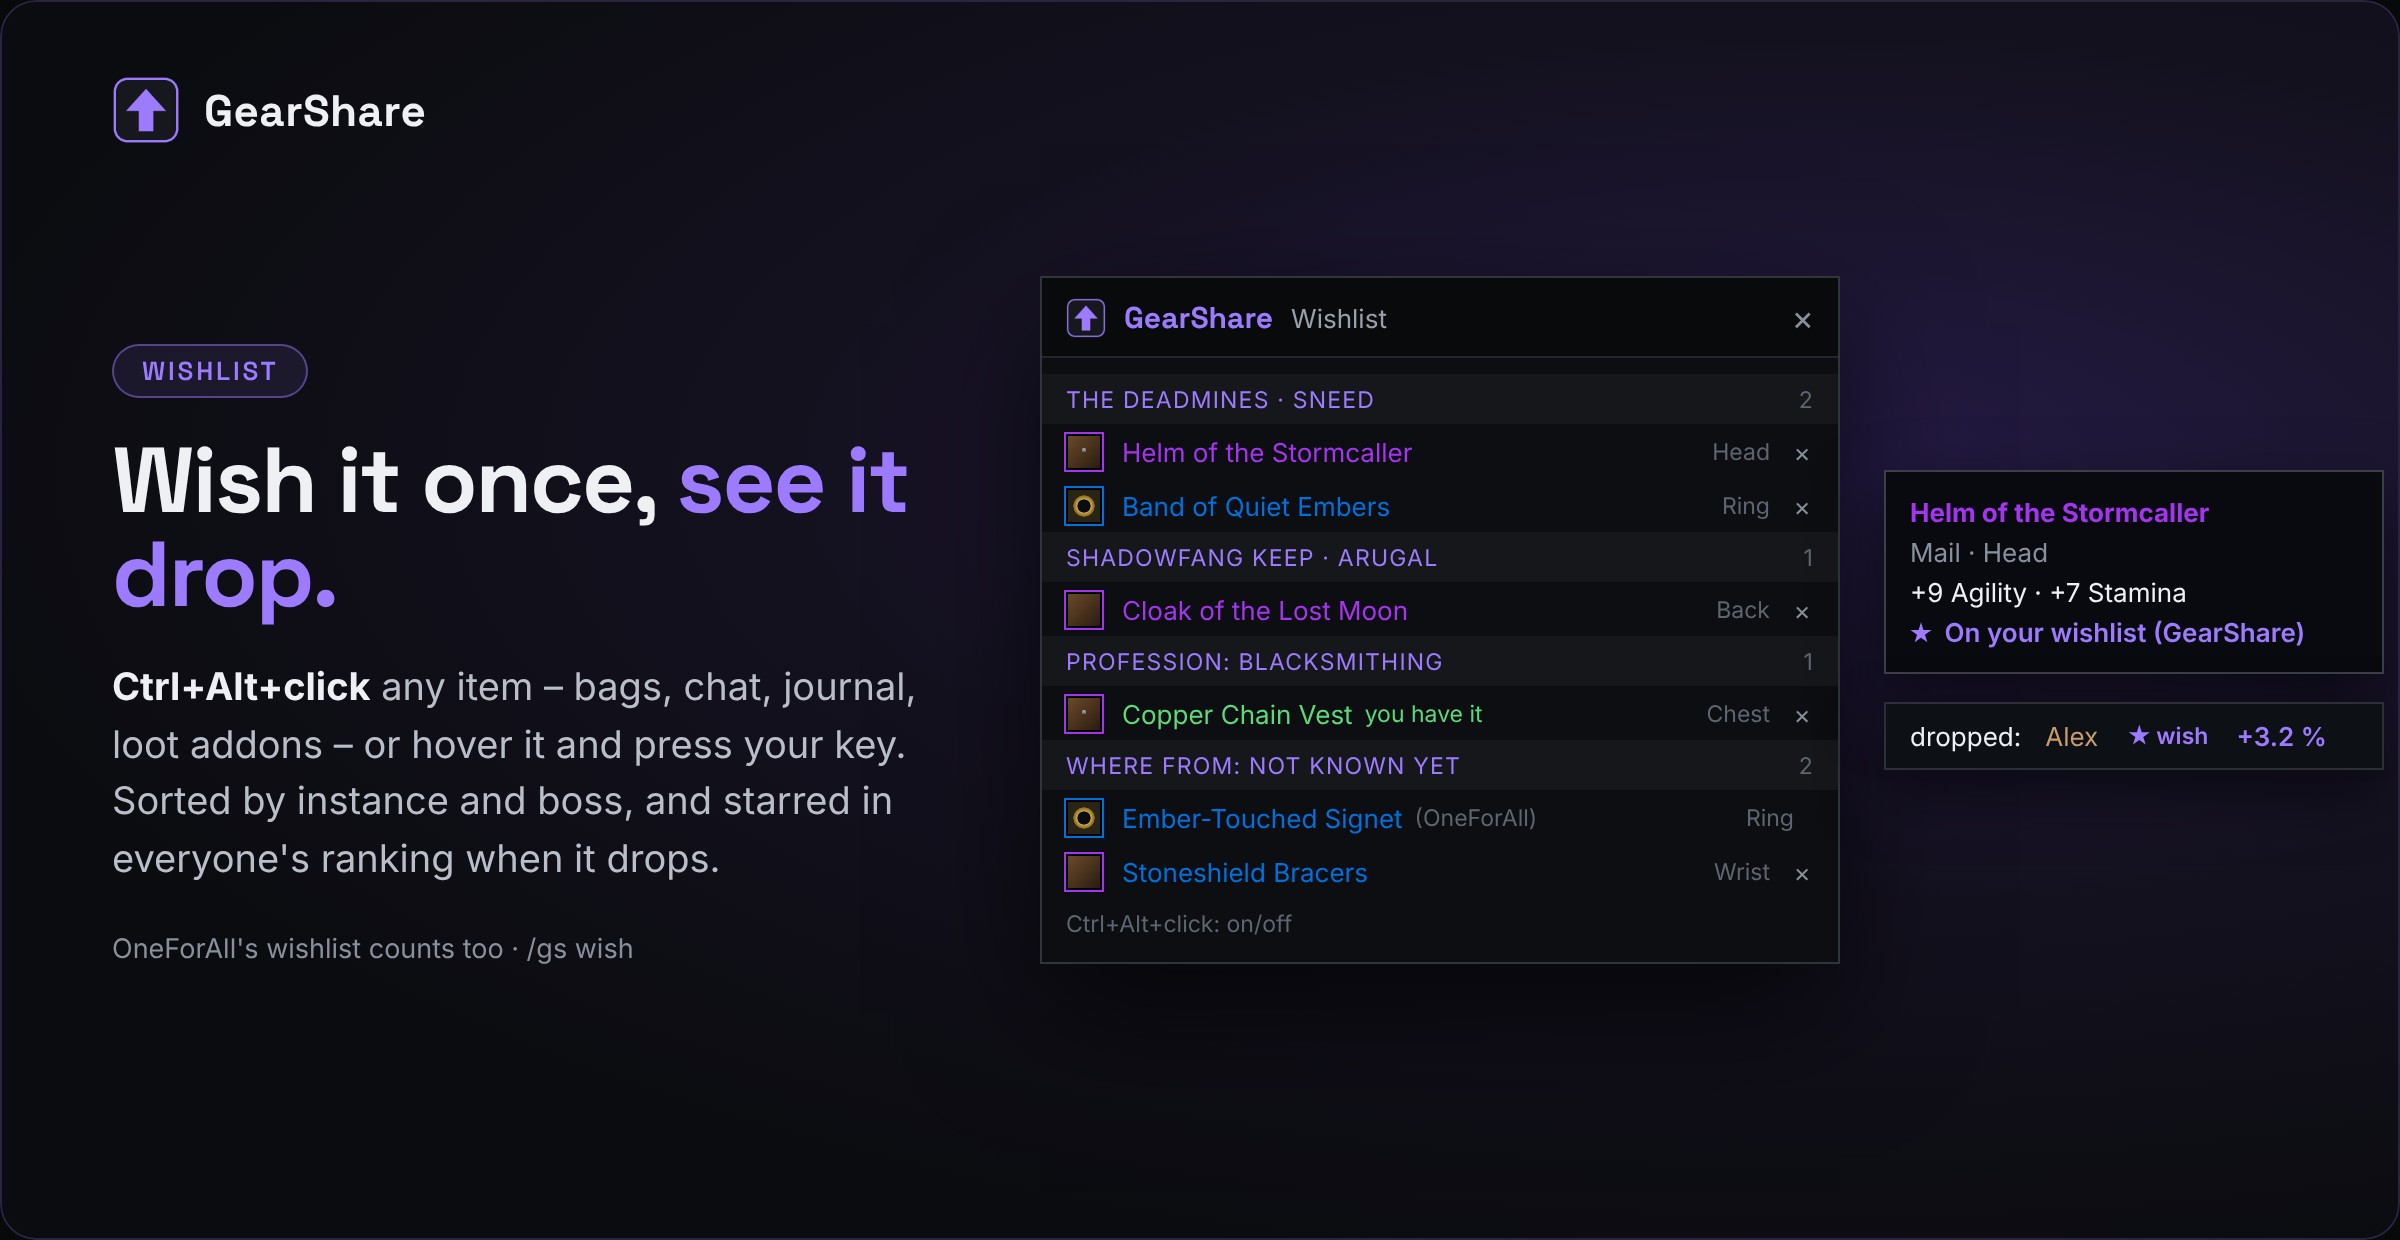 GearShare
WISHLIST
Wish it once, see it
drop.
Ctrl+Alt+click any item – bags, chat, journal,
loot addons – or hover it and press your key.
Sorted by instance and boss, and starred in
everyone's ranking when it drops.
OneForAll's wishlist counts too · /gs wish
GearShare Wishlist ×
THE DEADMINES · SNEED 2
Helm of the Stormcaller Head ×
Band of Quiet Embers Ring ×
SHADOWFANG KEEP · ARUGAL 1
Cloak of the Lost Moon Back ×
PROFESSION: BLACKSMITHING 1
Copper Chain Vest you have it Chest ×
WHERE FROM: NOT KNOWN YET 2
Ember-Touched Signet (OneForAll) Ring
Stoneshield Bracers Wrist ×
Ctrl+Alt+click: on/off
Helm of the Stormcaller
Mail · Head
+9 Agility · +7 Stamina
★ On your wishlist (GearShare)
dropped: Alex ★ wish +3.2 %